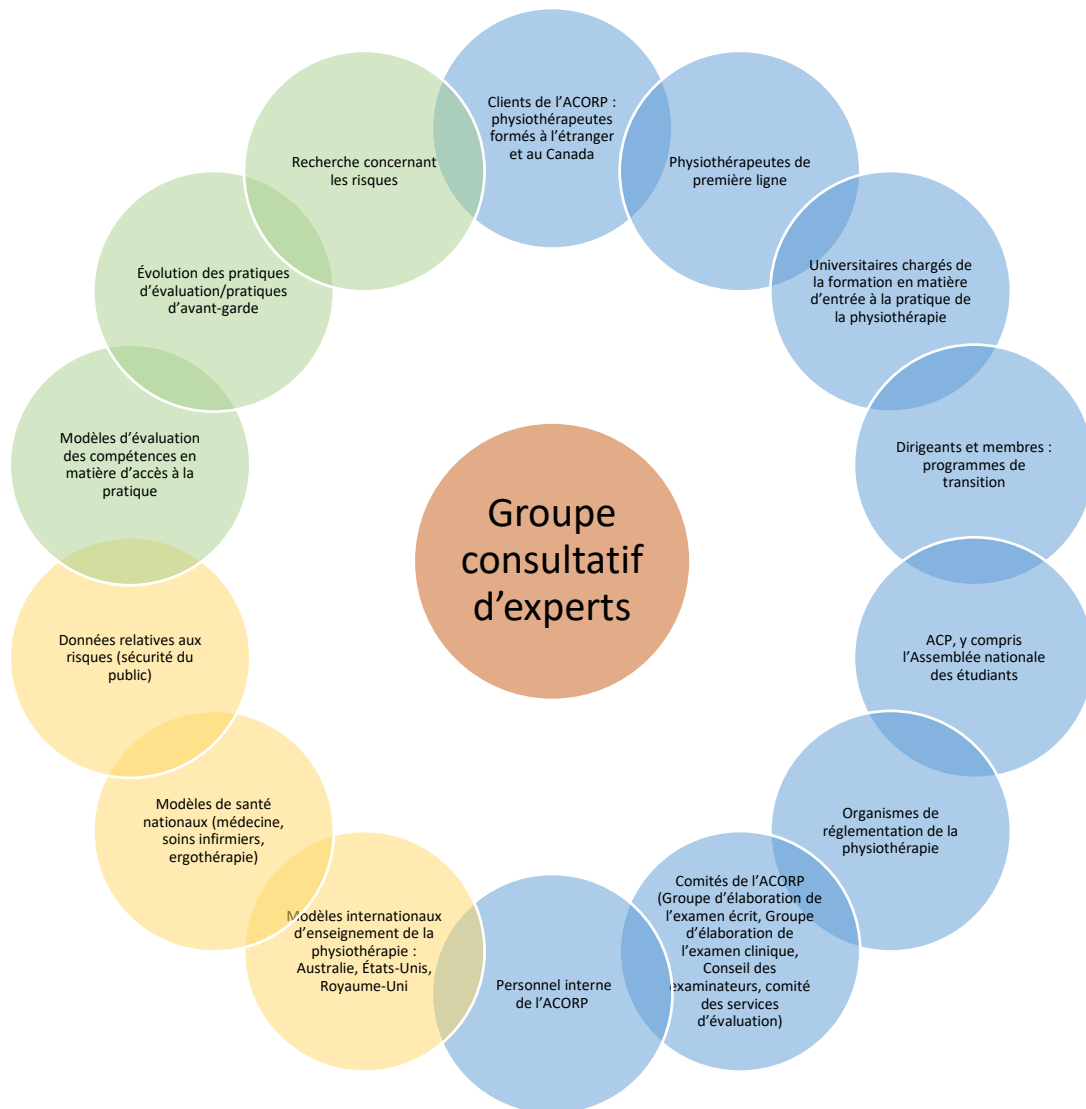 Clients de l’ACORP :
physiothérapeutes
formés à l’étranger
et au Canada
Physiothérapeutes de
première ligne
Universitaires chargés de
la formation en matière
d’entrée à la pratique de
la physiothérapie
Dirigeants et membres :
programmes de
transition
ACP, y compris
l’Assemblée nationale
des étudiants
Organismes de
réglementation de la
physiothérapie
Comités de l’ACORP
(Groupe d’élaboration de
l’examen écrit, Groupe
d’élaboration de
l’examen clinique,
Conseil des
examinateurs, comité
des services
d’évaluation)
Personnel interne
de l’ACORP
Modèles internationaux
d’enseignement de la
physiothérapie :
Australie, États-Unis,
Royaume-Uni
Modèles de santé
nationaux (médecine,
soins infirmiers,
ergothérapie)
Données relatives aux
risques (sécurité du
public)
Modèles d’évaluation
des compétences en
matière d’accès à la
pratique
Évolution des pratiques
d’évaluation/pratiques
d’avant-garde
Recherche concernant
les risques
Groupe
consultatif
d’experts